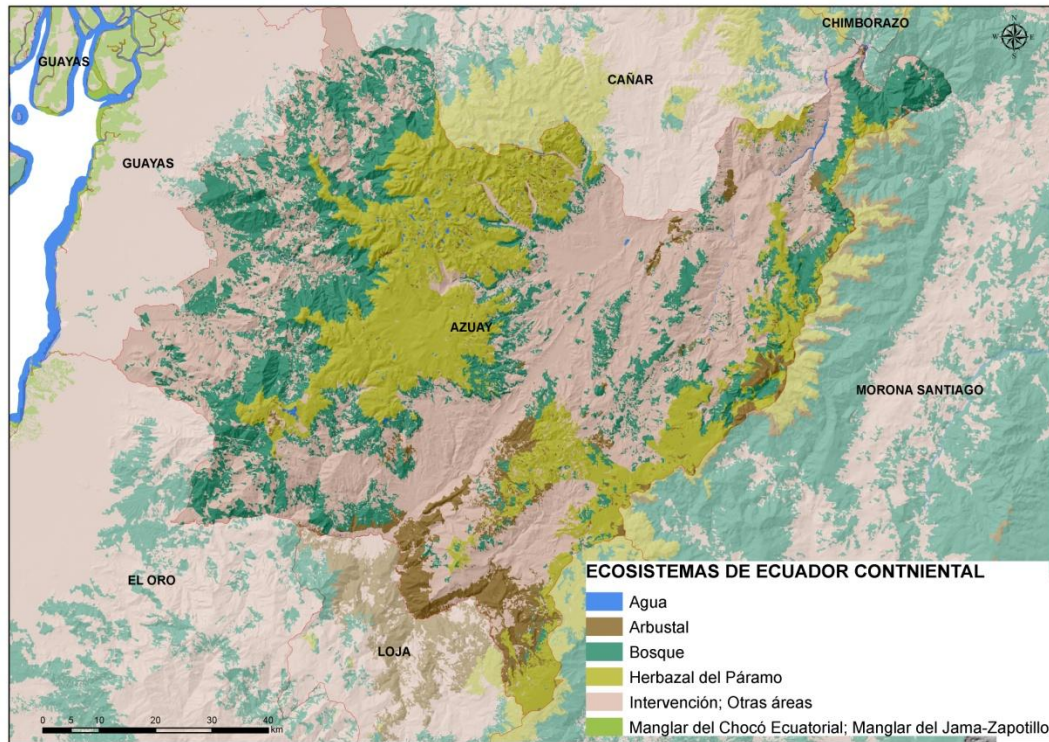 CHIMBORAZO
N
W E
S
GUAYAS
CAÑAR
GUAYAS
AZUAY
MORONA SANTIAGO
EL ORO
LOJA
ECOSISTEMAS DE ECUADOR CONTNIENTAL
Agua
Arbustal
Bosque
Herbazal del Páramo
Intervención; Otras áreas
Manglar del Chocó Ecuatorial; Manglar del Jama-Zapotillo
0 5 10 20 30 40
km